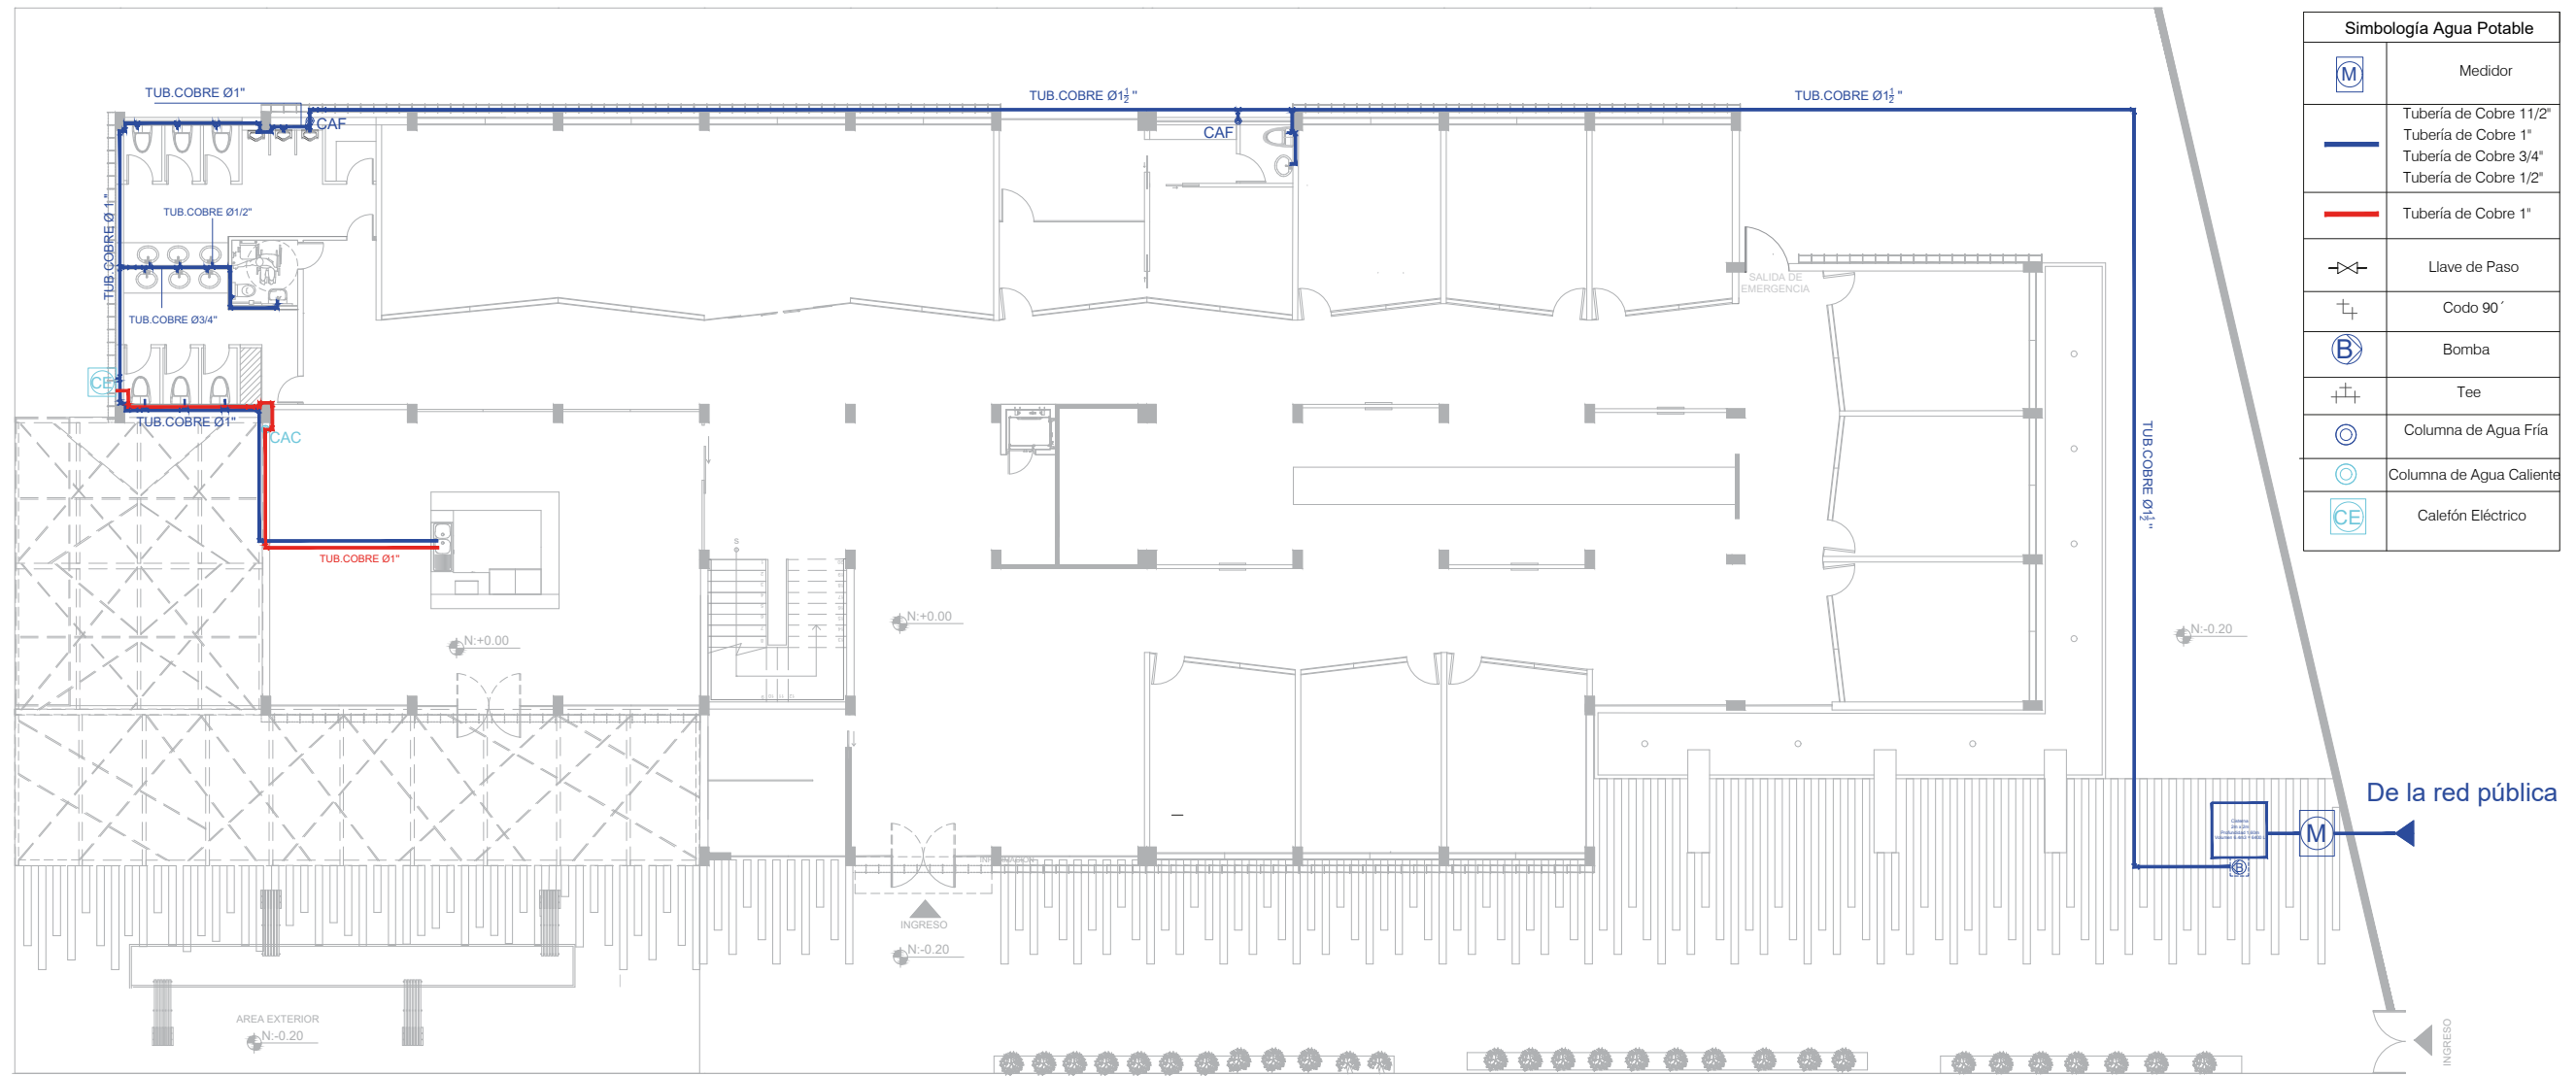 Simbología Agua Potable
Medidor
Tubería de Cobre 11/2"
Tubería de Cobre 1"
Tubería de Cobre 3/4"
Tubería de Cobre 1/2"
Tubería de Cobre 1"
Llave de Paso
Codo 90´
Bomba
Tee
Columna de Agua Fría
Columna de Agua Caliente
Calefón Eléctrico
M
B
CE
TUB.COBRE Ø1"
CAF
TUB.COBRE Ø1½"
CAF
TUB.COBRE Ø1½"
TUB.COBRE Ø 1"
TUB.COBRE Ø1/2"
TUB.COBRE Ø3/4"
CE
TUB.COBRE Ø1"
CAC
TUB.COBRE Ø1"
SALIDA DE
EMERGENCIA
TUB.COBRE Ø1½"
S
N:+0.00
N:+0.00
N:-0.20
De la red pública
M
B
INGRESO
N:-0.20
AREA EXTERIOR
N:-0.20
INGRESO